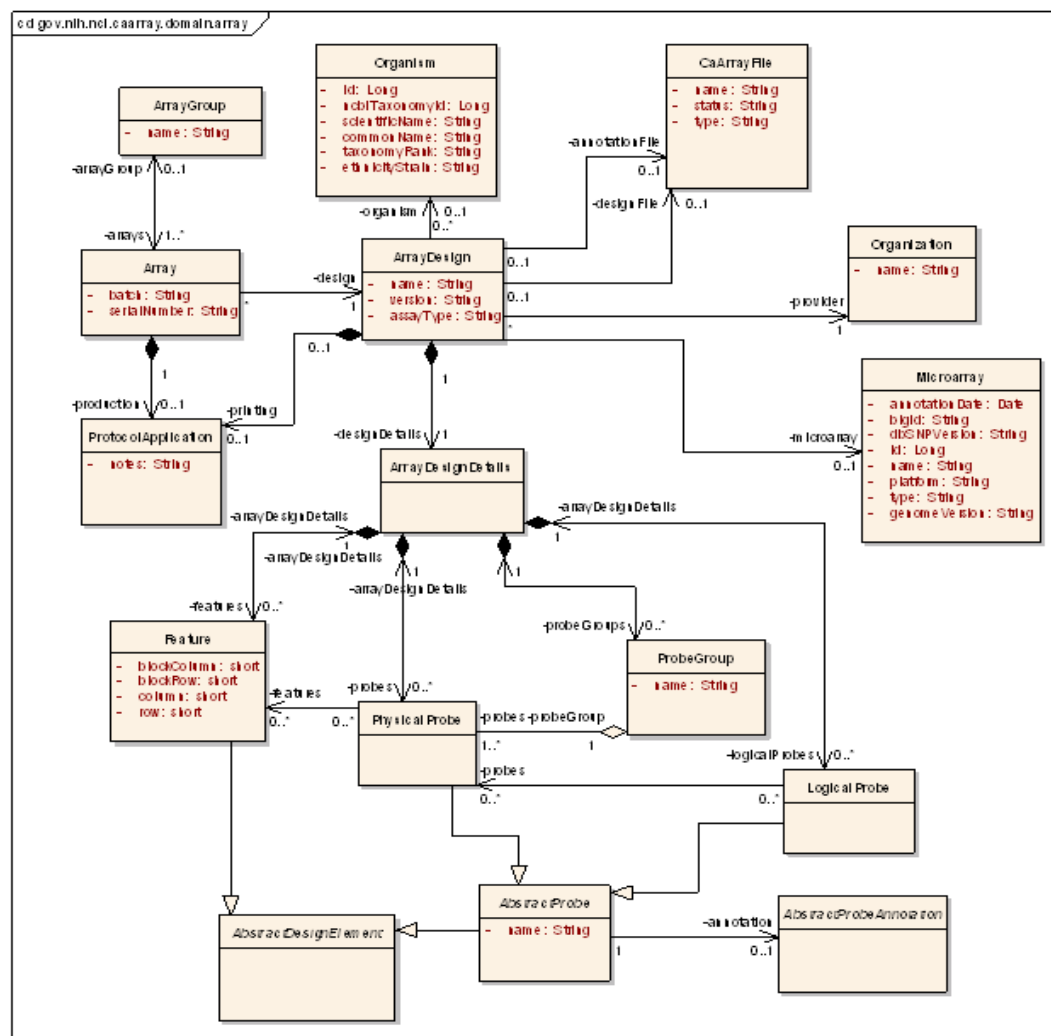 cd gov.nih.nci.caarray.domain.array
Organism
- id: Long
- ncbiTaxonomyId: Long
- scientificName: String
- commonName: String
- taxonomyRank: String
- ethnicityStrain: String
CaArrayFile
- name: String
- status: String
- type: String
ArrayGroup
- name: String
-arrayGroup
0..1
-annotationFile
0..1
-designFile
0..1
-organism
0..1
0..*
-arrays
1..*
Array
- batch: String
- serialNumber: String
*
-design
1
ArrayDesign
- name: String
- version: String
- assayType: String
0..1
0..1
*
Organization
- name: String
-provider
1
0..1
1
1
-production
0..1
-printing
0..1
ProtocolApplication
- notes: String
-designDetails
1
Microarray
- annotationDate: Date
- bigId: String
- dbSNPVersion: String
- id: Long
- name: String
- platform: String
- type: String
- genomeVersion: String
-microarray
0..1
ArrayDesignDetails
-arrayDesignDetails
1
-arrayDesignDetails
1
-arrayDesignDetails
1
-arrayDesignDetails
1
-features
0..*
-probeGroups
0..*
Feature
- blockColumn: short
- blockRow: short
- column: short
- row: short
-features
0..*
0..*
-probes
0..*
PhysicalProbe
-probes
-probeGroup
1..*
1
ProbeGroup
- name: String
-logicalProbes
0..*
-probes
0..*
0..*
LogicalProbe
AbstractDesignElement
AbstractProbe
- name: String
1
-annotation
0..1
AbstractProbeAnnotation